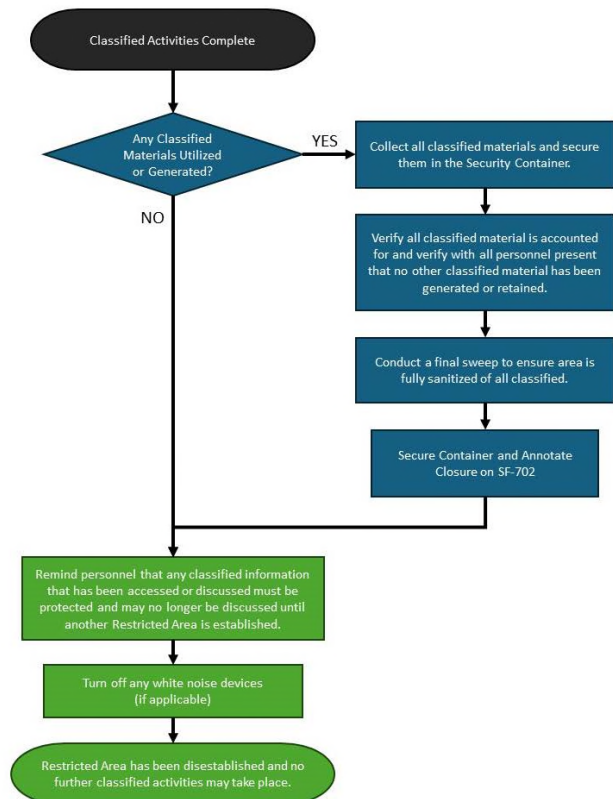 Classified Activities Complete
Any Classified
Materials Utilized
or Generated?
YES
Collect all classified materials and secure
them in the Security Container.
NO
Verify all classified material is accounted
for and verify with all personnel present
that no other classified material has been
generated or retained.
Conduct a final sweep to ensure area is
fully sanitized of all classified.
Secure Container and Annotate
Closure on SF-702
Remind personnel that any classified information
that has been accessed or discussed must be
protected and may no longer be discussed until
another Restricted Area is established.
Turn off any white noise devices
(if applicable)
Restricted Area has been disestablished and no
further classified activities may take place.